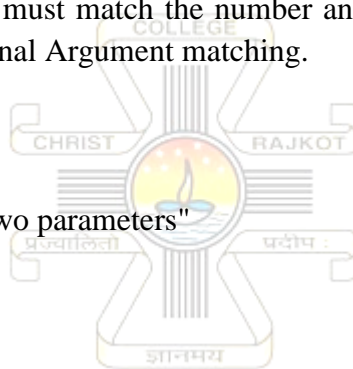 must match the number an
COLLEGE
nal Argument matching.
CHRIST
RAJKOT
wo parameters"
प्रज्वालितो
प्रदीप :
ज्ञानमय